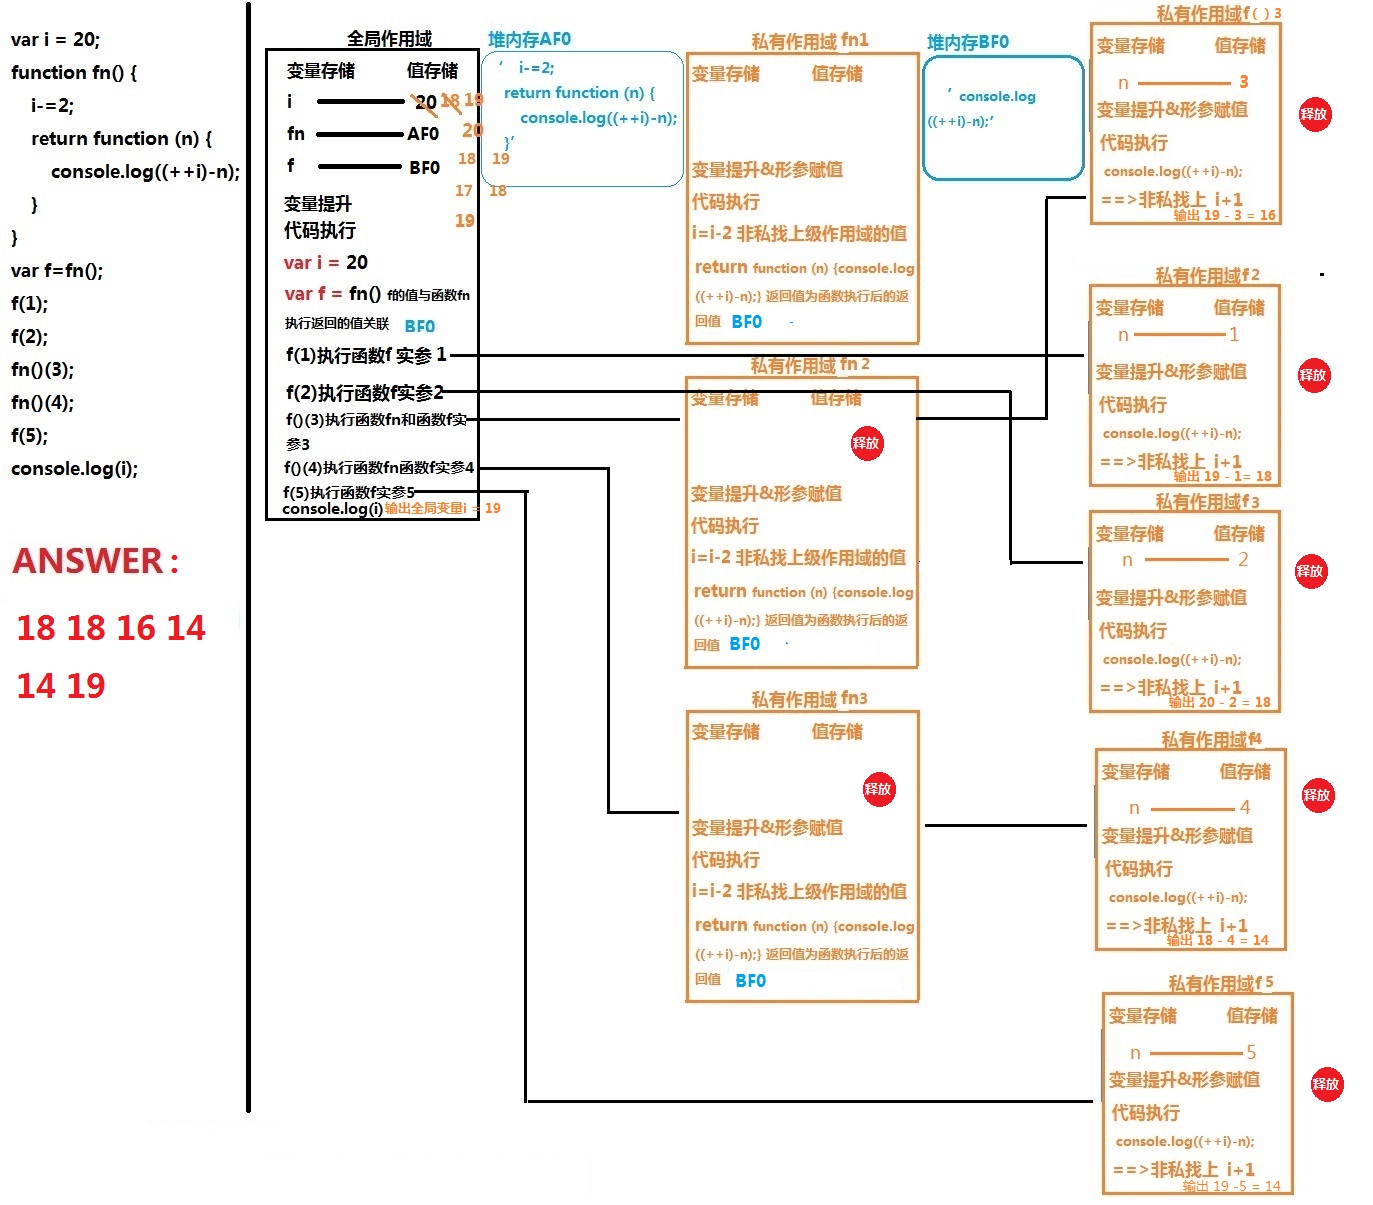 var i = 20;
function fn() {
i-=2;
return function (n) {
console.log((++i)-n);
}
}
var f=fn();
f(1);
f(2);
fn()(3);
fn()(4);
f(5);
console.log(i);
ANSWER：
18 18 16 14
14 19
全局作用域
变量存储 值存储
i 20 18 19
fn AF0 20
f BF0 18 19
17 18
变量提升 19
代码执行
var i = 20
var f = fn() f的值与函数fn
执行返回的值关联 BF0
f(1)执行函数f 实参 1
f(2)执行函数f实参2
f()(3)执行函数fn和函数f实
参3
f()(4)执行函数fn函数f实参4
f(5)执行函数f实参5
console.log(i)输出全局变量i = 19
堆内存AF0
‘ i-=2;
return function (n) {
console.log((++i)-n);
}’
私有作用域 fn1
变量存储 值存储
变量提升&形参赋值
代码执行
i=i-2 非私找上级作用域的值
return function (n) {console.log
((++i)-n);} 返回值为函数执行后的返
回值 BF0
私有作用域 fn 2
变量存储 值存储
释放
变量提升&形参赋值
代码执行
i=i-2 非私找上级作用域的值
return function (n) {console.log
((++i)-n);} 返回值为函数执行后的返
回值 BF0
私有作用域 fn3
变量存储 值存储
释放
变量提升&形参赋值
代码执行
i=i-2 非私找上级作用域的值
return function (n) {console.log
((++i)-n);} 返回值为函数执行后的返
回值 BF0
堆内存BF0
’ console.log
((++i)-n);’
私有作用域f( ) 3
变量存储 值存储
n 3
变量提升&形参赋值
代码执行
console.log((++i)-n);
==>非私找上 i+1
输出 19 - 3 = 16
释放
私有作用域f2
变量存储 值存储
n 1
变量提升&形参赋值
代码执行
console.log((++i)-n);
==>非私找上 i+1
输出 19 - 1= 18
释放
私有作用域f3
变量存储 值存储
n 2
变量提升&形参赋值
代码执行
console.log((++i)-n);
==>非私找上 i+1
输出 20 - 2 = 18
释放
私有作用域f4
变量存储 值存储
n 4
变量提升&形参赋值
代码执行
console.log((++i)-n);
==>非私找上 i+1
输出 18 - 4 = 14
释放
私有作用域f 5
变量存储 值存储
n 5
变量提升&形参赋值
代码执行
console.log((++i)-n);
==>非私找上 i+1
输出 19 -5 = 14
释放